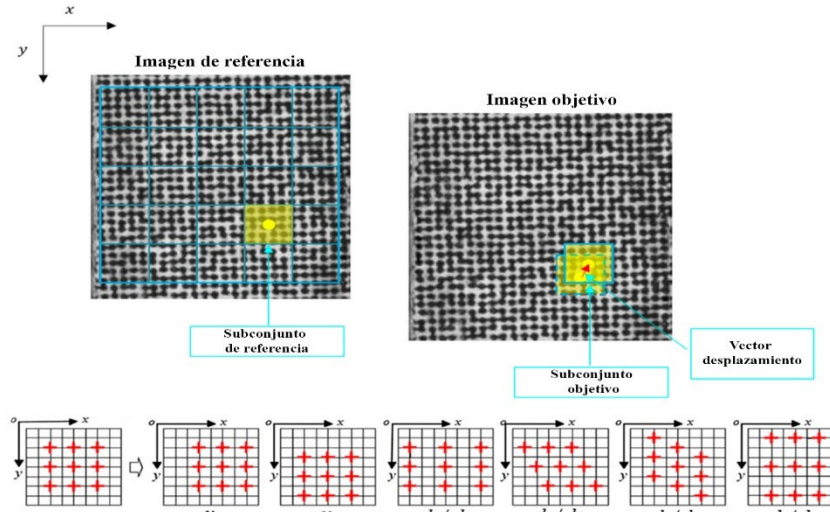 x
y
Imagen de referencia
Imagen objetivo
Subconjunto
de referencia
Vector
desplazamiento
Subconjunto
objetivo
o x
y
o x
y
o x
y
o x
y
o x
y
o x
y
o x
y